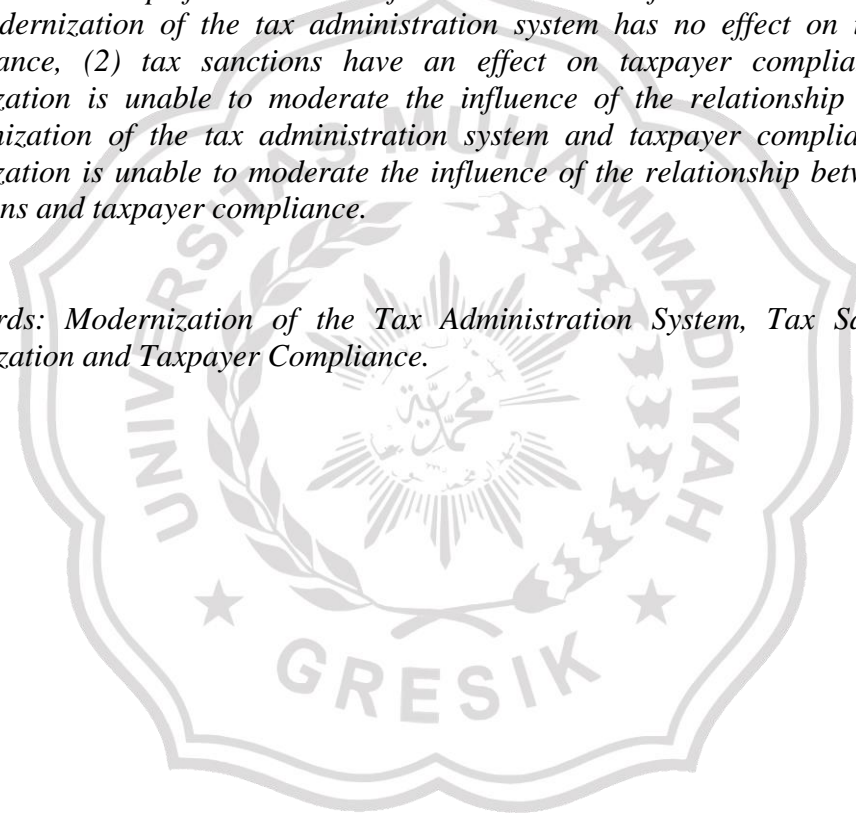 dernization of the tax administration system has no effect on
ance, (2) tax sanctions have an effect on taxpayer complia
zation is unable to moderate the influence of the relationship
nization of the tax administration system and taxpayer complia
zation is unable to moderate the influence of the relationship betw
ns and taxpayer compliance.
rds: Modernization of the Tax Administration System, Tax Sa
zation and Taxpayer Compliance.
UNIVERSITAS MUHAMMADIYAH
GRESIK